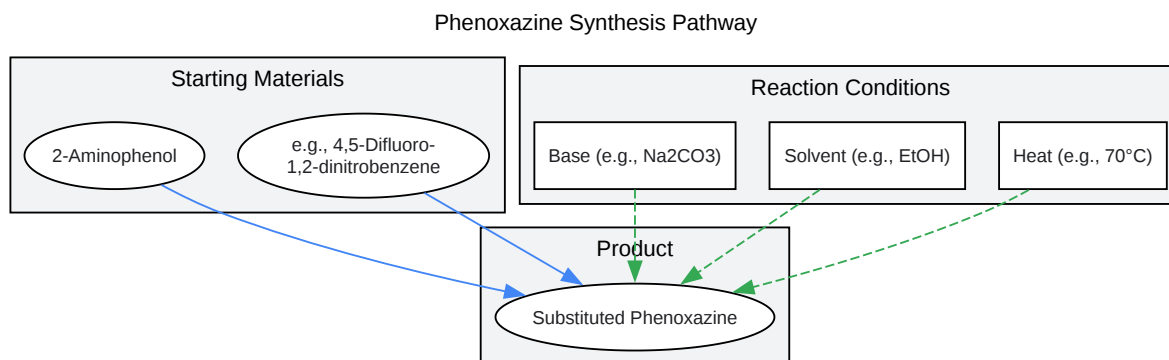 Phenoxazine Synthesis Pathway
Starting Materials
Reaction Conditions
2-Aminophenol
e.g., 4,5-Difluoro-
1,2-dinitrobenzene
Base (e.g., Na2CO3)
Solvent (e.g., EtOH)
Heat (e.g., 70°C)
Product
Substituted Phenoxazine